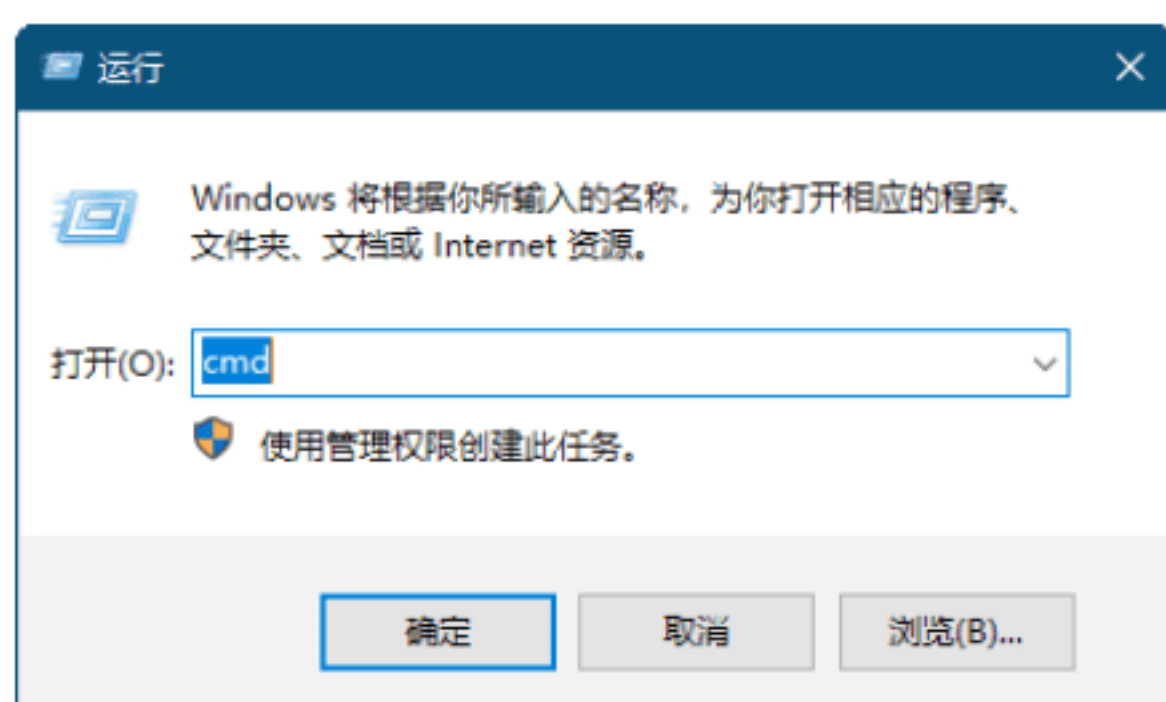 运行
Windows 将根据你所输入的名称，为你打开相应的程序、
文件夹、文档或 Internet 资源。
打开(O): cmd
使用管理权限创建此任务。
确定 取消 浏览(B)...